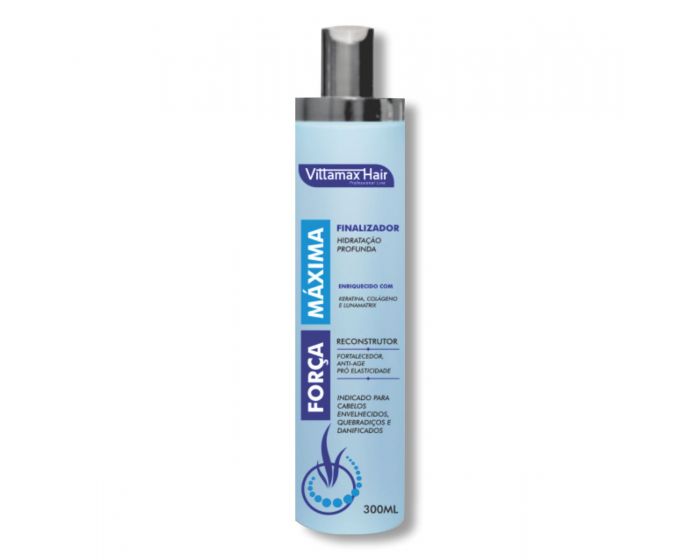 Vittamax Hair
Professional Line
FORÇA MÁXIMA
FINALIZADOR
HIDRATAÇÃO
PROFUNDA
ENRIQUECIDO COM
KERATINA, COLÁGENO
E LUNAMATRIX
RECONSTRUTOR
FORTALECEDOR,
ANTI-AGE
PRÓ ELASTICIDADE
INDICADO PARA
CABELOS
ENVELHECIDOS,
QUEBRADIÇOS E
DANIFICADOS
300ML